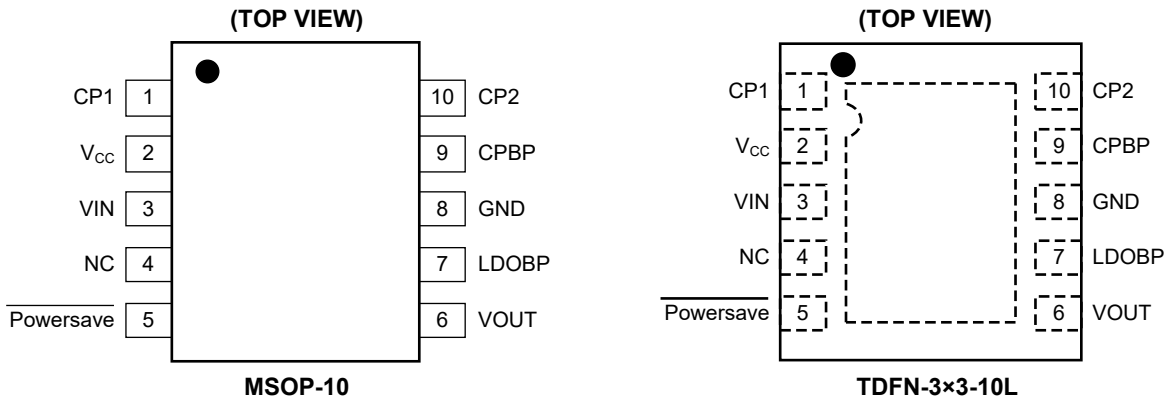 (TOP VIEW)
CP1 1
10 CP2
VCC 2
9 CPBP
VIN 3
8 GND
NC 4
7 LDOBP
Powersave 5
6 VOUT
MSOP-10
(TOP VIEW)
CP1 1
10 CP2
VCC 2
9 CPBP
VIN 3
8 GND
NC 4
7 LDOBP
Powersave 5
6 VOUT
TDFN-3×3-10L